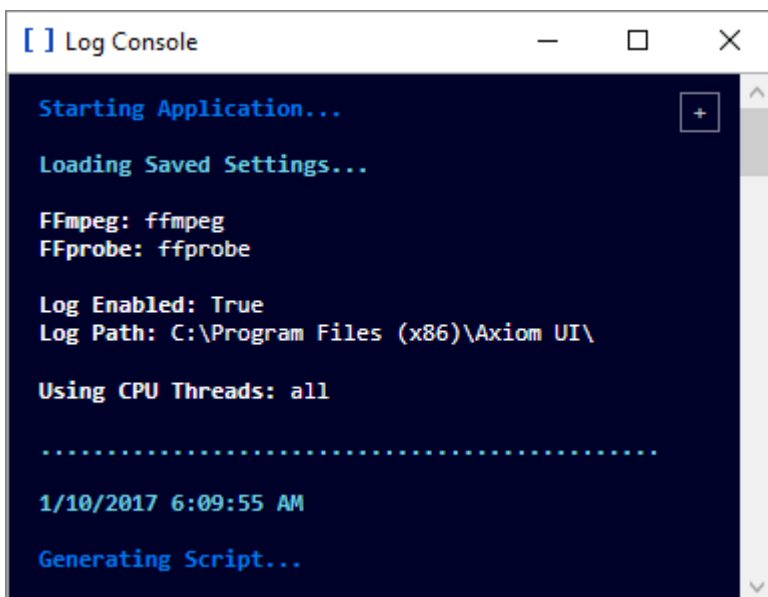 [ ] Log Console
Starting Application...
+
Loading Saved Settings...
FFmpeg: ffmpeg
FFprobe: ffprobe
Log Enabled: True
Log Path: C:\Program Files (x86)\Axiom UI\
Using CPU Threads: all
...............................................
1/10/2017 6:09:55 AM
Generating Script...